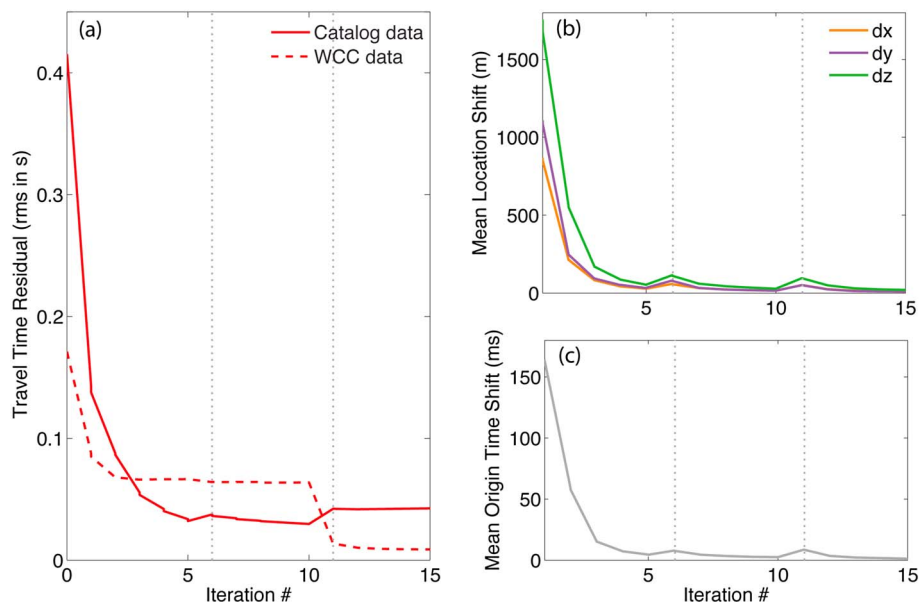 (a)
Catalog data
WCC data
Travel Time Residual (rms in s)
0.4
0.3
0.2
0.1
0
0
5
10
15
Iteration #
(b)
dx
dy
dz
Mean Location Shift (m)
1500
1000
500
5
10
15
(c)
Mean Origin Time Shift (ms)
150
100
50
0
5
10
15
Iteration #